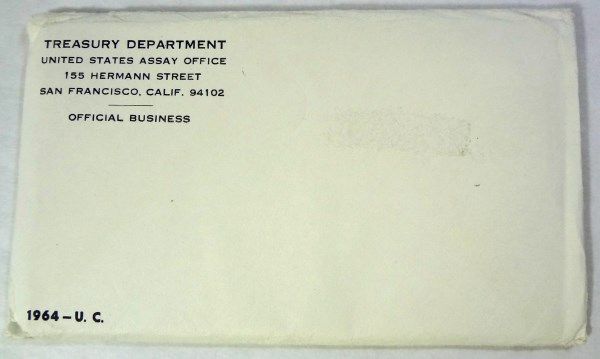 TREASURY DEPARTMENT
UNITED STATES ASSAY OFFICE
155 HERMANN STREET
SAN FRANCISCO, CALIF. 94102
OFFICIAL BUSINESS
1964 – U. C.